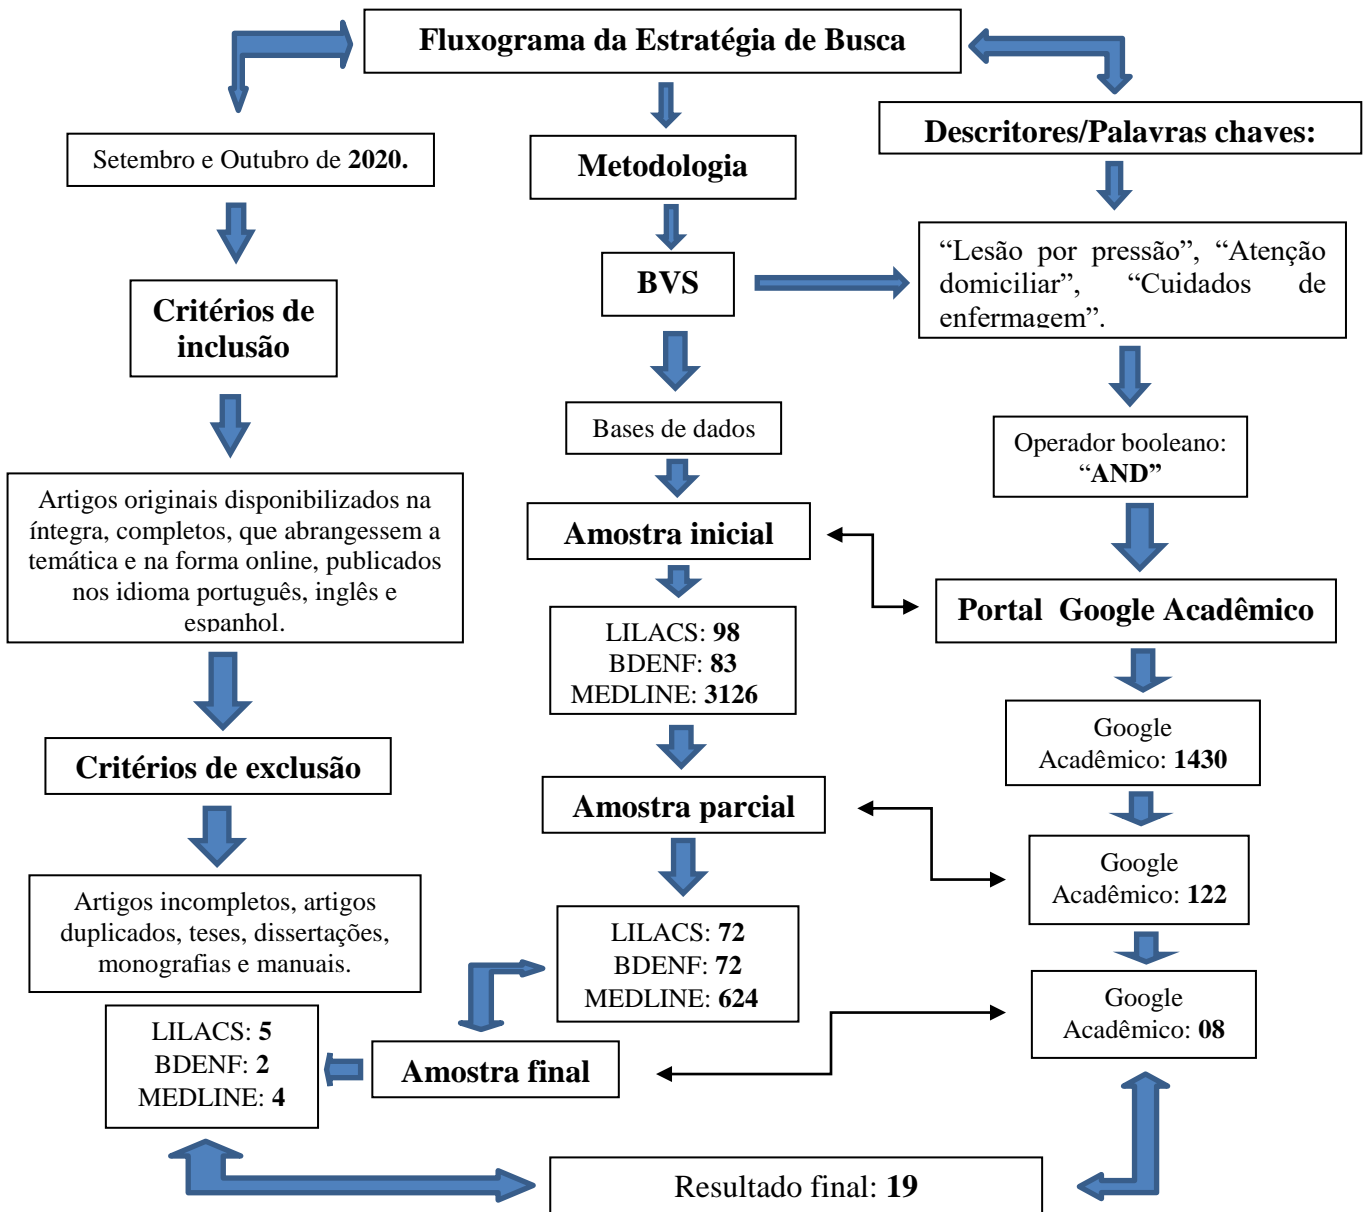 Fluxograma da Estratégia de Busca
Setembro e Outubro de 2020.
Critérios de
inclusão
Artigos originais disponibilizados na
íntegra, completos, que abrangessem a
temática e na forma online, publicados
nos idioma português, inglês e
espanhol.
Critérios de exclusão
Artigos incompletos, artigos
duplicados, teses, dissertações,
monografias e manuais.
Metodologia
BVS
Bases de dados
Amostra inicial
LILACS: 98
BDENF: 83
MEDLINE: 3126
Amostra parcial
LILACS: 72
BDENF: 72
MEDLINE: 624
Amostra final
LILACS: 5
BDENF: 2
MEDLINE: 4
Descritores/Palavras chaves:
“Lesão por pressão”, “Atenção
domiciliar”, “Cuidados de
enfermagem”.
Operador booleano:
“AND”
Portal Google Acadêmico
Google
Acadêmico: 1430
Google
Acadêmico: 122
Google
Acadêmico: 08
Resultado final: 19